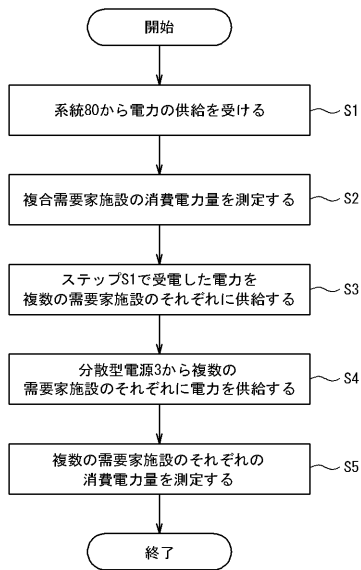 開始
系統80から電力の供給を受ける
S1
複合需要家施設の消費電力量を測定する
S2
ステップS1で受電した電力を
複数の需要家施設のそれぞれに供給する
S3
分散型電源3から複数の
需要家施設のそれぞれに電力を供給する
S4
複数の需要家施設のそれぞれの
消費電力量を測定する
S5
終了